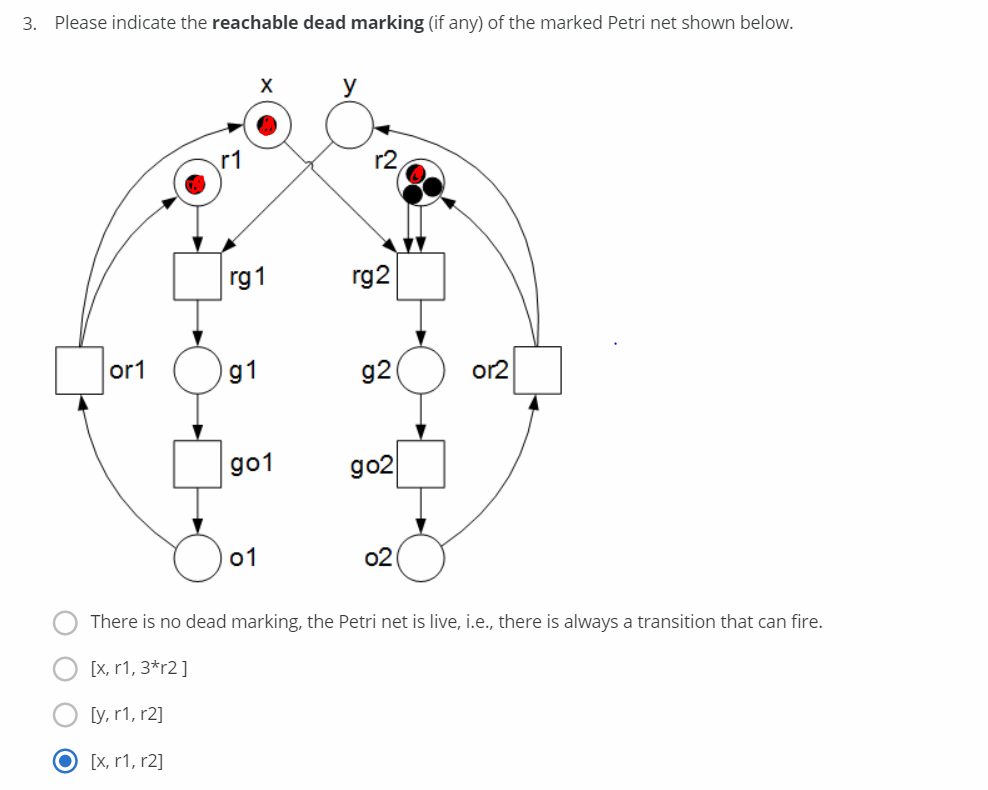 3. Please indicate the reachable dead marking (if any) of the marked Petri net shown below.
x y
r1 r2
rg1 rg2
or1 g1 g2 or2
go1 go2
o1 o2
There is no dead marking, the Petri net is live, i.e., there is always a transition that can fire.
[x, r1, 3*r2 ]
[y, r1, r2]
[x, r1, r2]